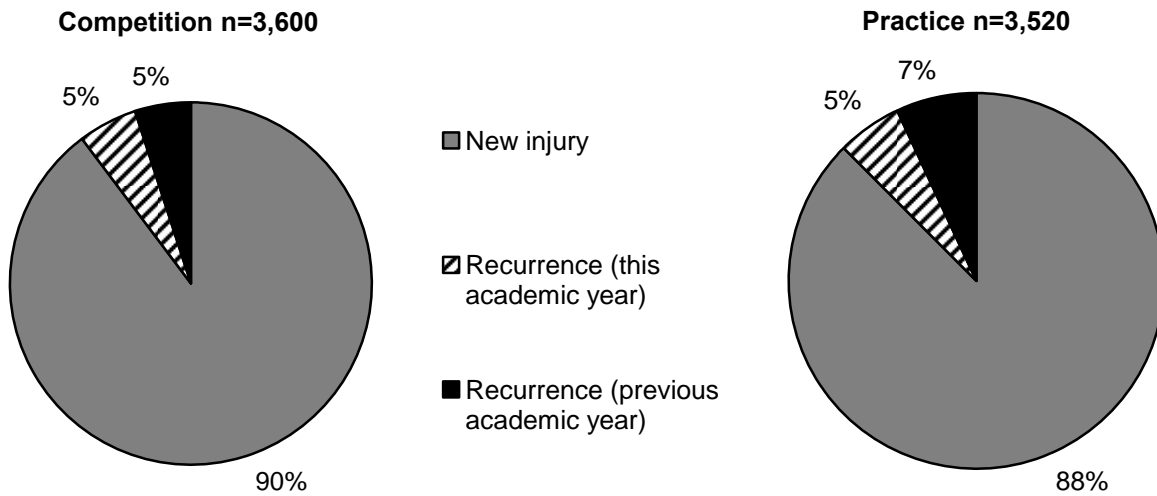 Competition n=3,600
5%
5%
90%
New injury
Recurrence (this
academic year)
Recurrence (previous
academic year)
Practice n=3,520
5%
7%
88%